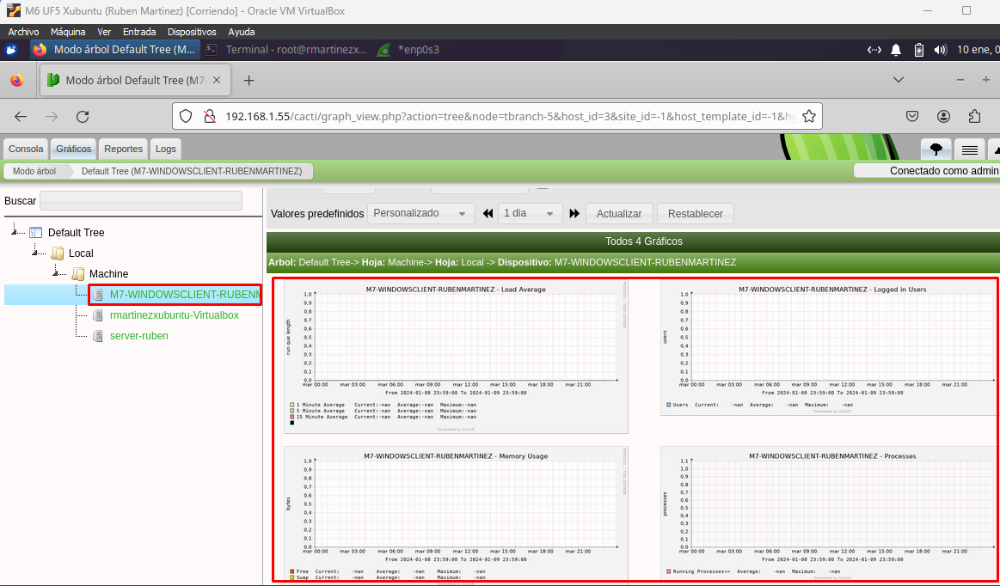 M6 UF5 Xubuntu (Ruben Martinez) [Corriendo] - Oracle VM VirtualBox
Archivo Máquina Ver Entrada Dispositivos Ayuda
Modo árbol Default Tree (M... Terminal - root@rmartinezx... *enp0s3 10 ene, 0
Modo árbol Default Tree (M7-
192.168.1.55/cacti/graph_view.php?action=tree&node=tbranch-5&host_id=3&site_id=-1&host_template_id=-1&h
Consola Gráficos Reportes Logs
Modo árbol Default Tree (M7-WINDOWSCLIENT-RUBENMARTINEZ) Conectado como admin
Buscar
Valores predefinidos Personalizado 1 dia Actualizar Restablecer
Default Tree
Local
Machine
M7-WINDOWSCLIENT-RUBENM
rmartinezxubuntu-Virtualbox
server-ruben
Todos 4 Gráficos
Arbol: Default Tree-> Hoja: Machine-> Hoja: Local -> Dispositivo: M7-WINDOWSCLIENT-RUBENMARTINEZ
M7-WINDOWSCLIENT-RUBENMARTINEZ - Load Average
run que length
1.0
0.9
0.8
0.7
0.6
0.5
0.4
0.3
0.2
0.1
0.0
mar 00:00 mar 03:00 mar 06:00 mar 09:00 mar 12:00 mar 15:00 mar 18:00 mar 21:00
From 2024-01-08 23:59:00 To 2024-01-09 23:59:00
1 Minute Average Current:-nan Average:-nan Maximum:-nan
5 Minute Average Current:-nan Average:-nan Maximum:-nan
15 Minute Average Current:-nan Average:-nan Maximum:-nan
Generated by Cacti®
M7-WINDOWSCLIENT-RUBENMARTINEZ - Logged in Users
users
1.0
0.9
0.8
0.7
0.6
0.5
0.4
0.3
0.2
0.1
0.0
mar 00:00 mar 03:00 mar 06:00 mar 09:00 mar 12:00 mar 15:00 mar 18:00 mar 21:00
From 2024-01-08 23:59:00 To 2024-01-09 23:59:00
Users Current: -nan Average: -nan Maximum: -nan
Generated by Cacti®
M7-WINDOWSCLIENT-RUBENMARTINEZ - Memory Usage
bytes
1.0
0.9
0.8
0.7
0.6
0.5
0.4
0.3
0.2
0.1
0.0
mar 00:00 mar 03:00 mar 06:00 mar 09:00 mar 12:00 mar 15:00 mar 18:00 mar 21:00
From 2024-01-08 23:59:00 To 2024-01-09 23:59:00
Free Current: -nan Average: -nan Maximum: -nan
Swap Current: -nan Average: -nan Maximum: -nan
Generated by Cacti®
M7-WINDOWSCLIENT-RUBENMARTINEZ - Processes
processes
1.1
1.0
0.9
0.8
0.7
0.6
0.5
0.4
0.3
0.2
0.1
0.0
mar 00:00 mar 03:00 mar 06:00 mar 09:00 mar 12:00 mar 15:00 mar 18:00 mar 21:00
From 2024-01-08 23:59:00 To 2024-01-09 23:59:00
Running Processes<> Average: -nan Maximum: -nan
Generated by Cacti®